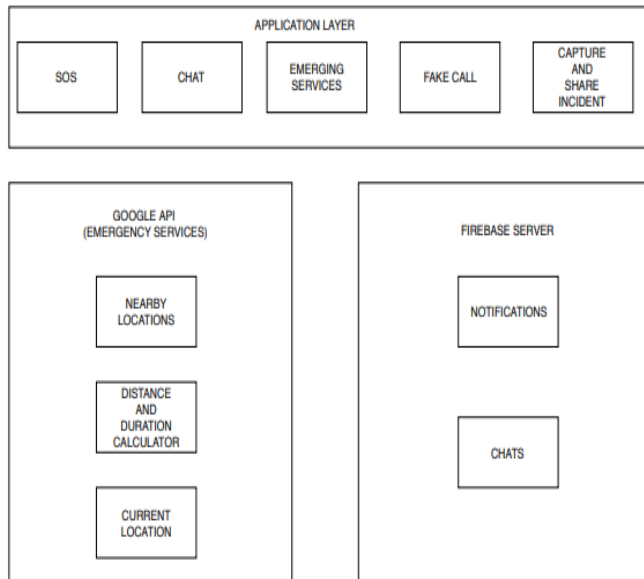 APPLICATION LAYER
SOS
CHAT
EMERGING
SERVICES
FAKE CALL
CAPTURE
AND
SHARE
INCIDENT
GOOGLE API
(EMERGENCY SERVICES)
NEARBY
LOCATIONS
DISTANCE
AND
DURATION
CALCULATOR
CURRENT
LOCATION
FIREBASE SERVER
NOTIFICATIONS
CHATS